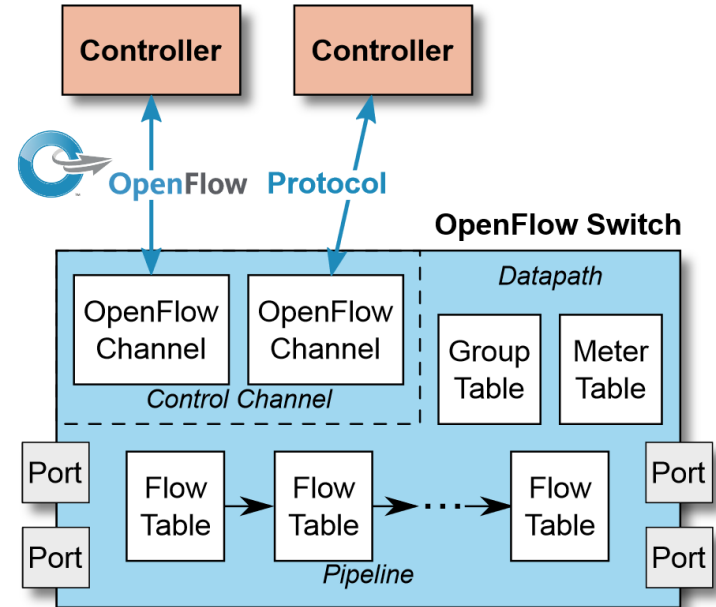 Controller
Controller
OpenFlow
Protocol
OpenFlow Switch
OpenFlow
Channel
OpenFlow
Channel
Control Channel
Datapath
Group
Table
Meter
Table
Port
Port
Flow
Table
Flow
Table
...
Flow
Table
Pipeline
Port
Port